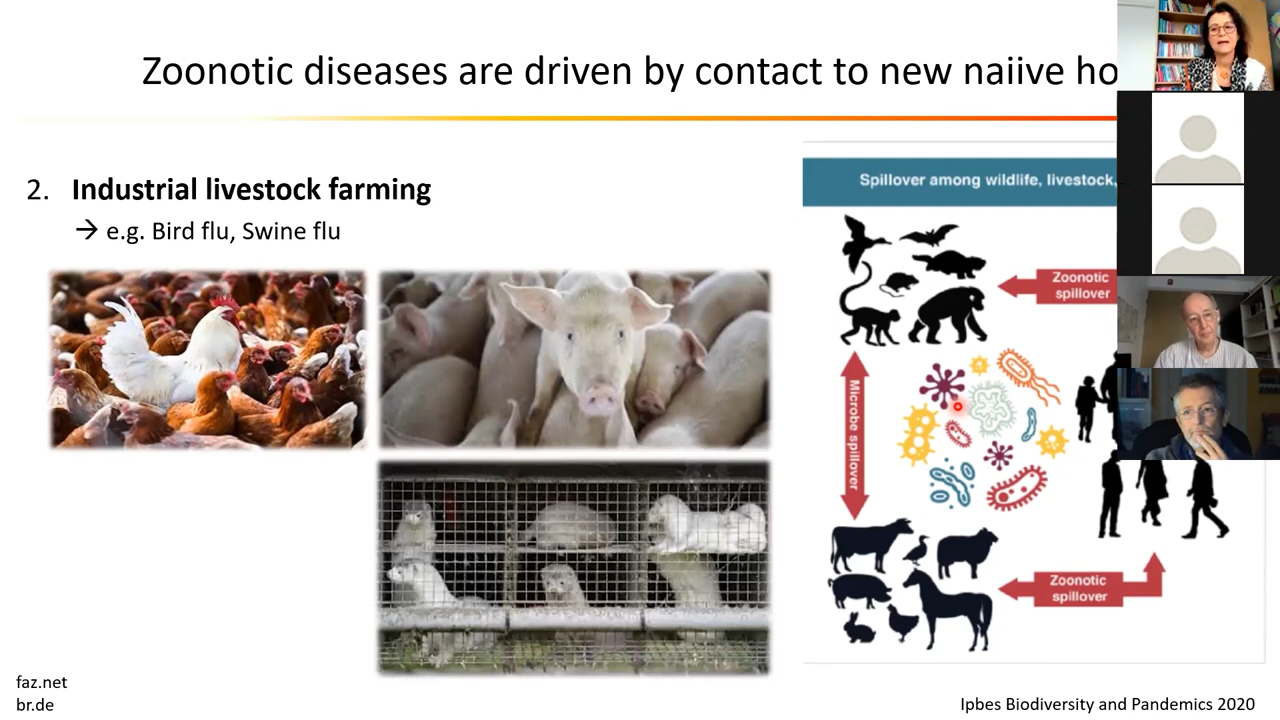 Zoonotic diseases are driven by contact to new naiive
2. Industrial livestock farming
→ e.g. Bird flu, Swine flu
Spillover among wildlife, livestock,
Zoonotic
spillover
Microbe spillover
Zoonotic
spillover
faz.net
br.de
Ipbes Biodiversity and Pandemics 2020